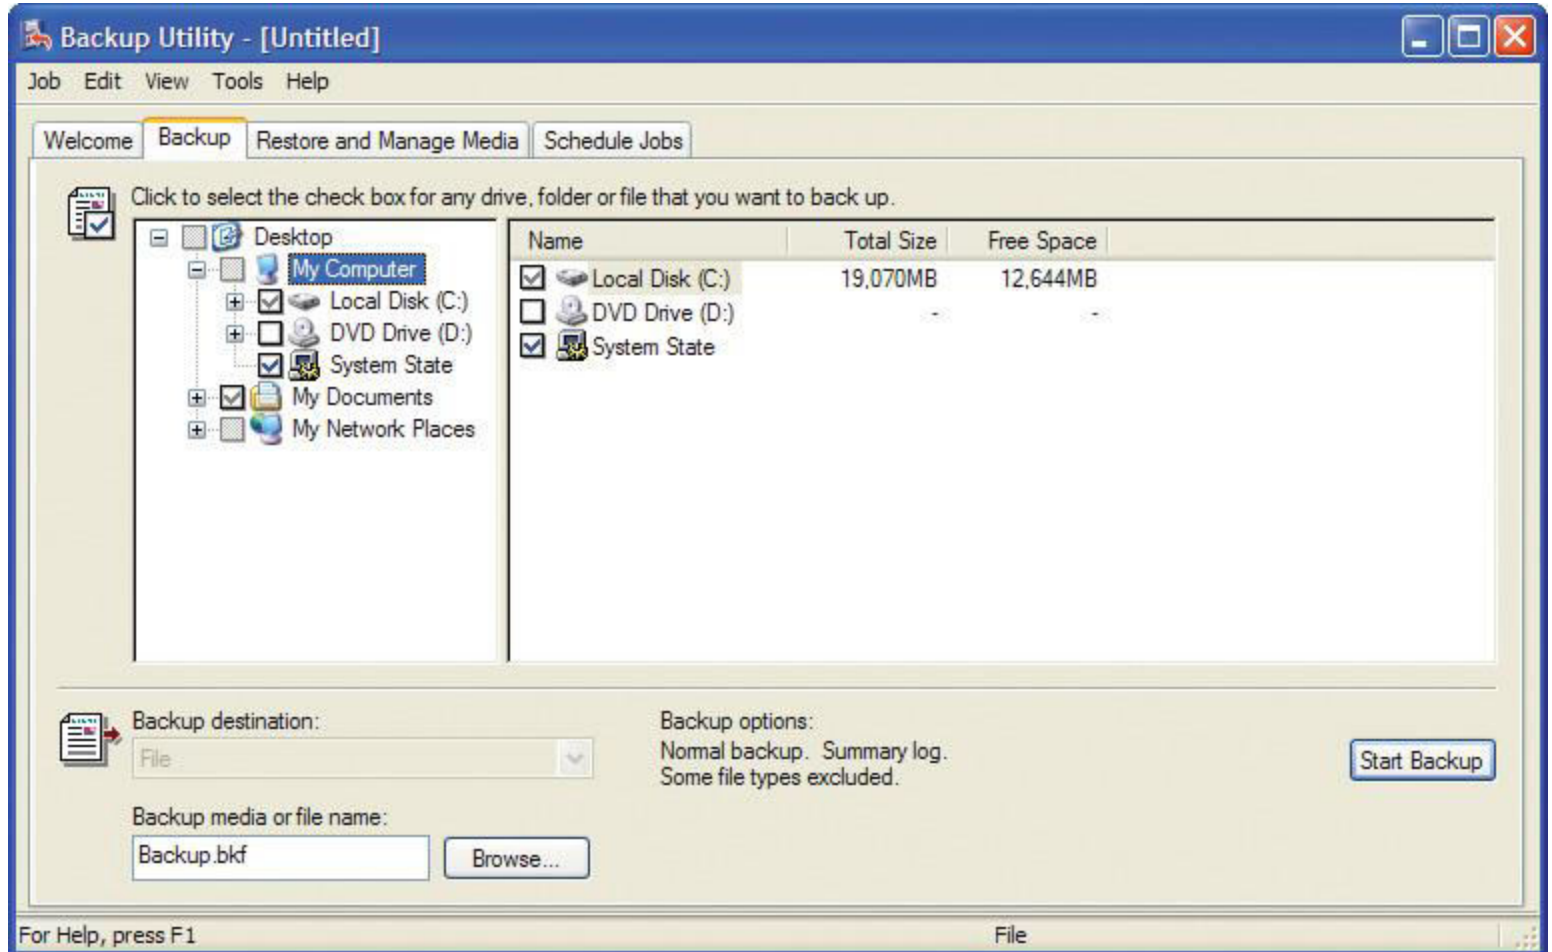 Backup Utility - [Untitled]
Job Edit View Tools Help
Welcome Backup Restore and Manage Media Schedule Jobs
Click to select the check box for any drive, folder or file that you want to back up.
Desktop
My Computer
Local Disk (C:)
DVD Drive (D:)
System State
My Documents
My Network Places
Name Total Size Free Space
Local Disk (C:) 19,070MB 12,644MB
DVD Drive (D:) - -
System State
Backup destination:
File
Backup media or file name:
Backup.bkf
Browse...
Backup options:
Normal backup. Summary log.
Some file types excluded.
Start Backup
For Help, press F1 File